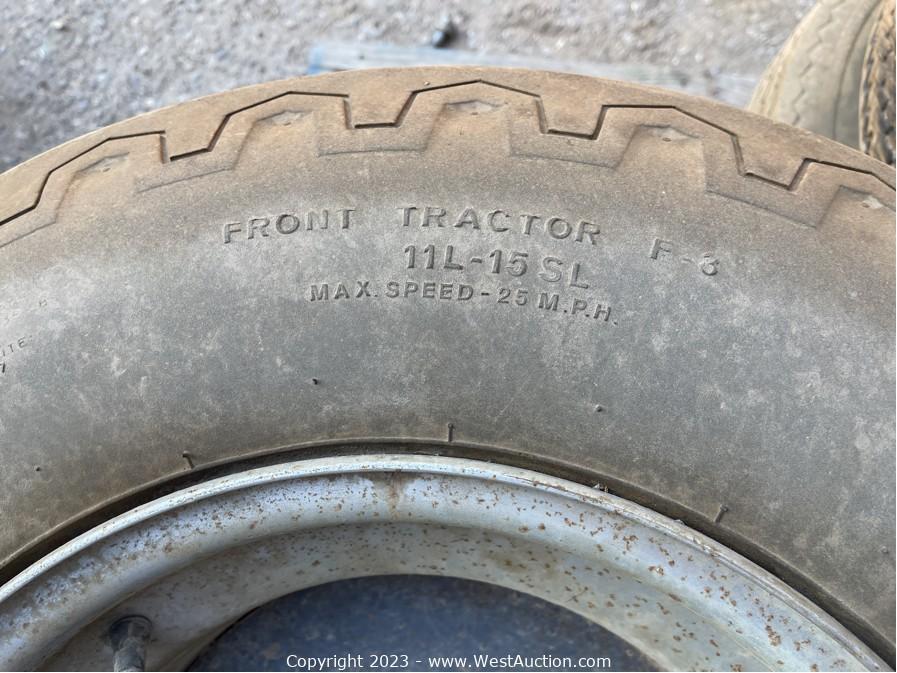 FRONT TRACTOR F-3
11L-15 SL
MAX. SPEED-25 M.P.H.
Copyright 2023 - www.WestAuction.com